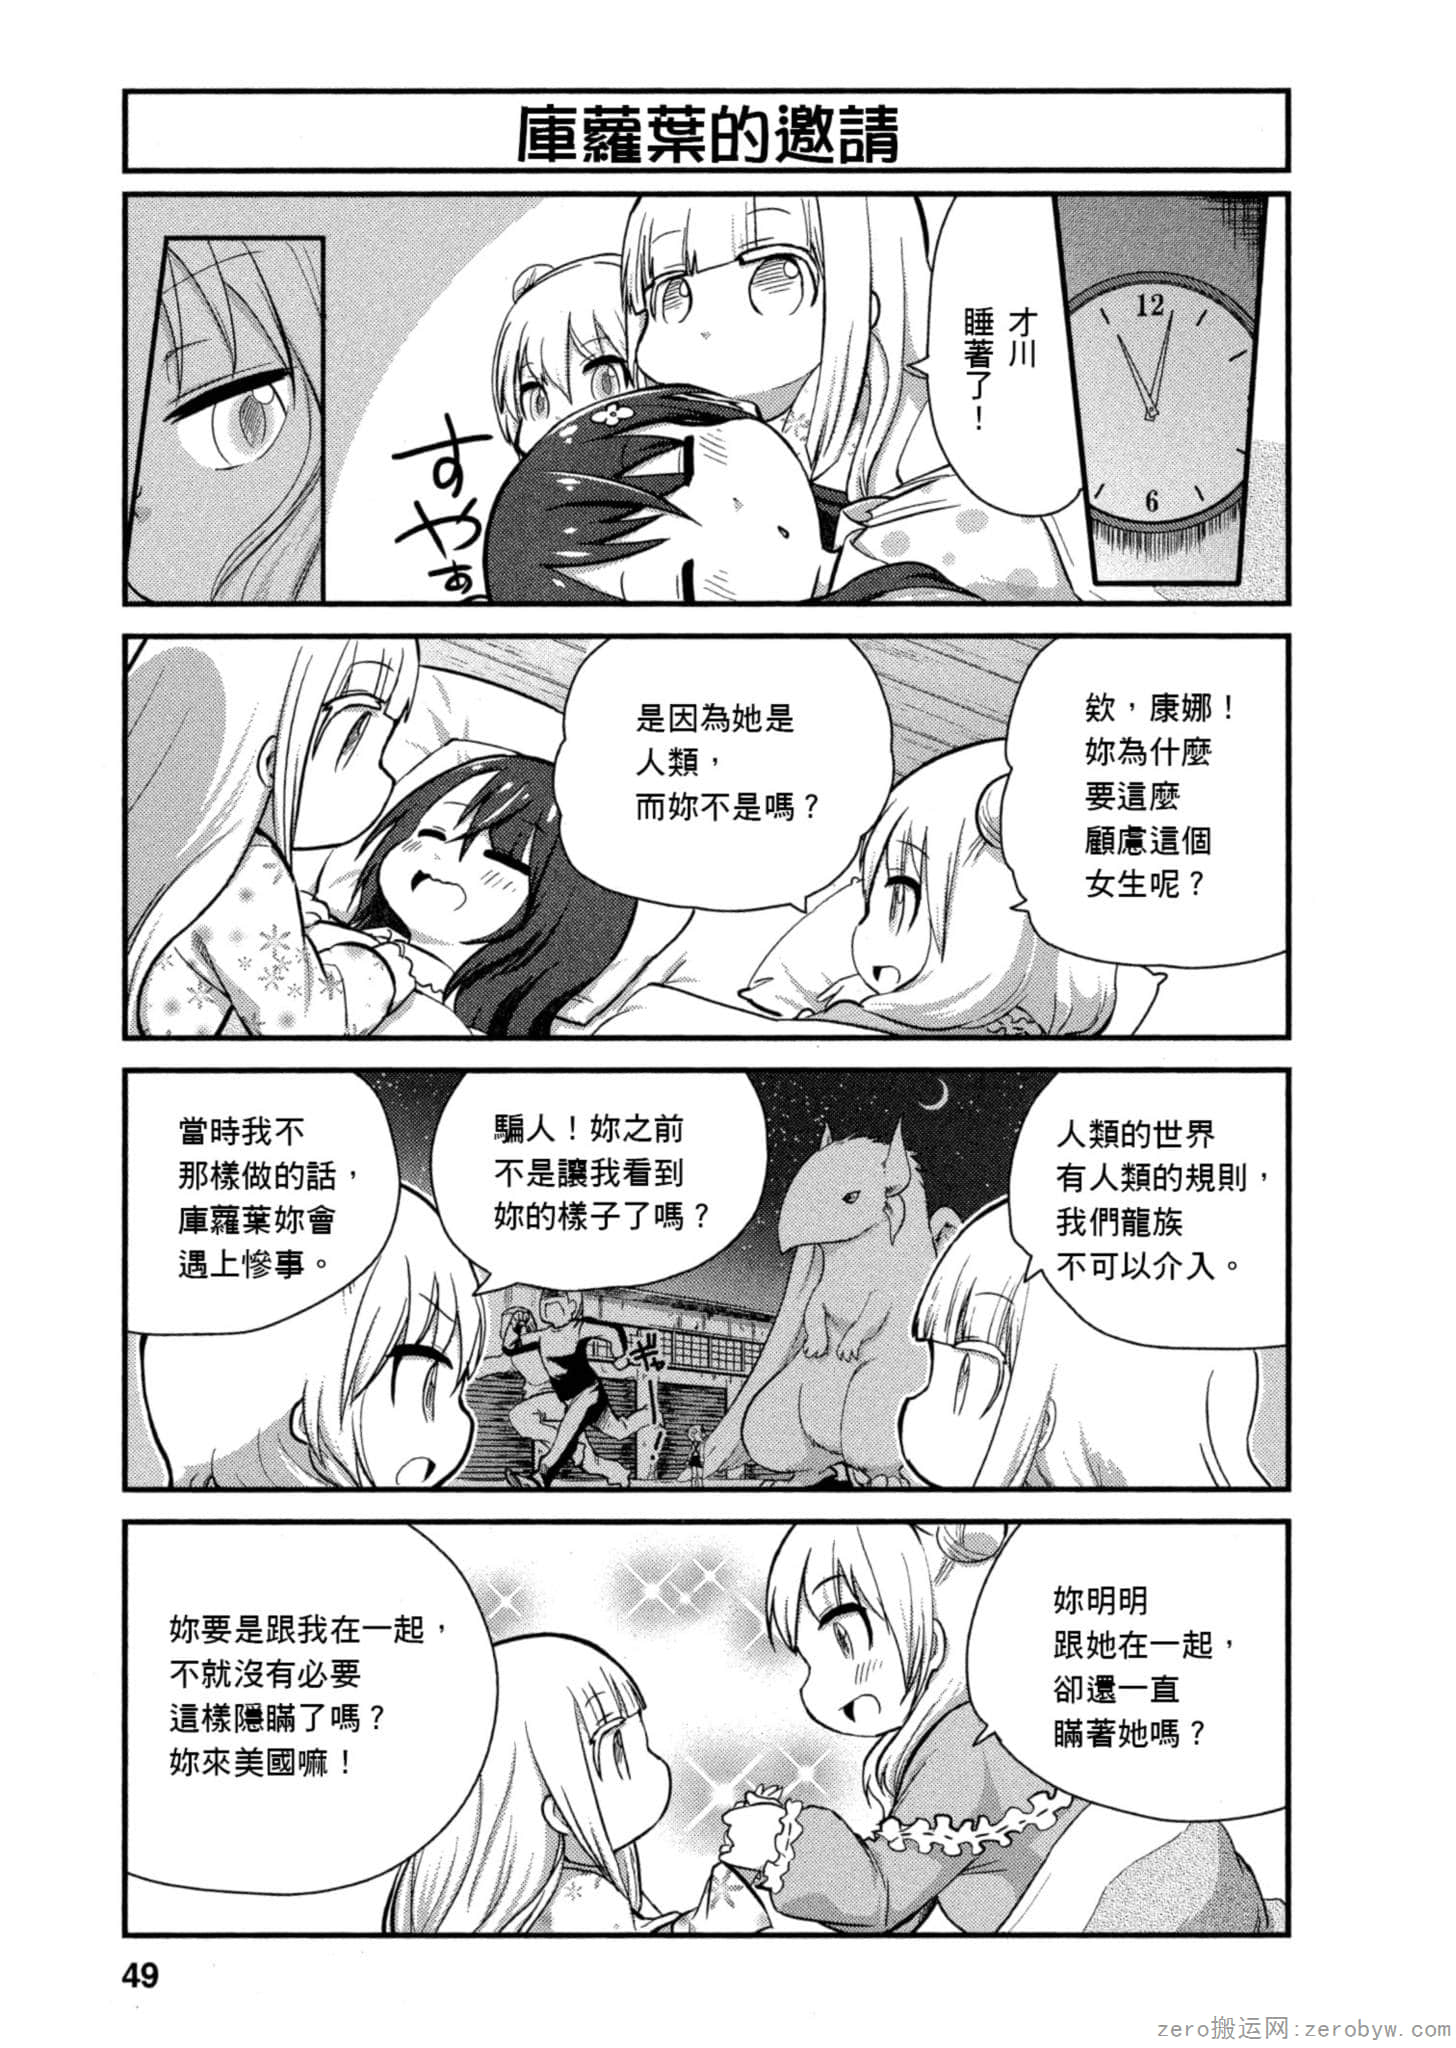 庫蘿葉的邀請
12
6
才川
睡著了！
すやぁ
欸，康娜！
妳為什麼
要這麼
顧慮這個
女生呢？
是因為她是
人類，
而妳不是嗎？
人類的世界
有人類的規則，
我們龍族
不可以介入。
騙人！妳之前
不是讓我看到
妳的樣子了嗎？
ギャー
當時我不
那樣做的話，
庫蘿葉妳會
遇上慘事。
妳明明
跟她在一起，
卻還一直
瞞著她嗎？
妳要是跟我在一起，
不就沒有必要
這樣隱瞞了嗎？
妳來美國嘛！
49
zero搬运网:zerobyw.com